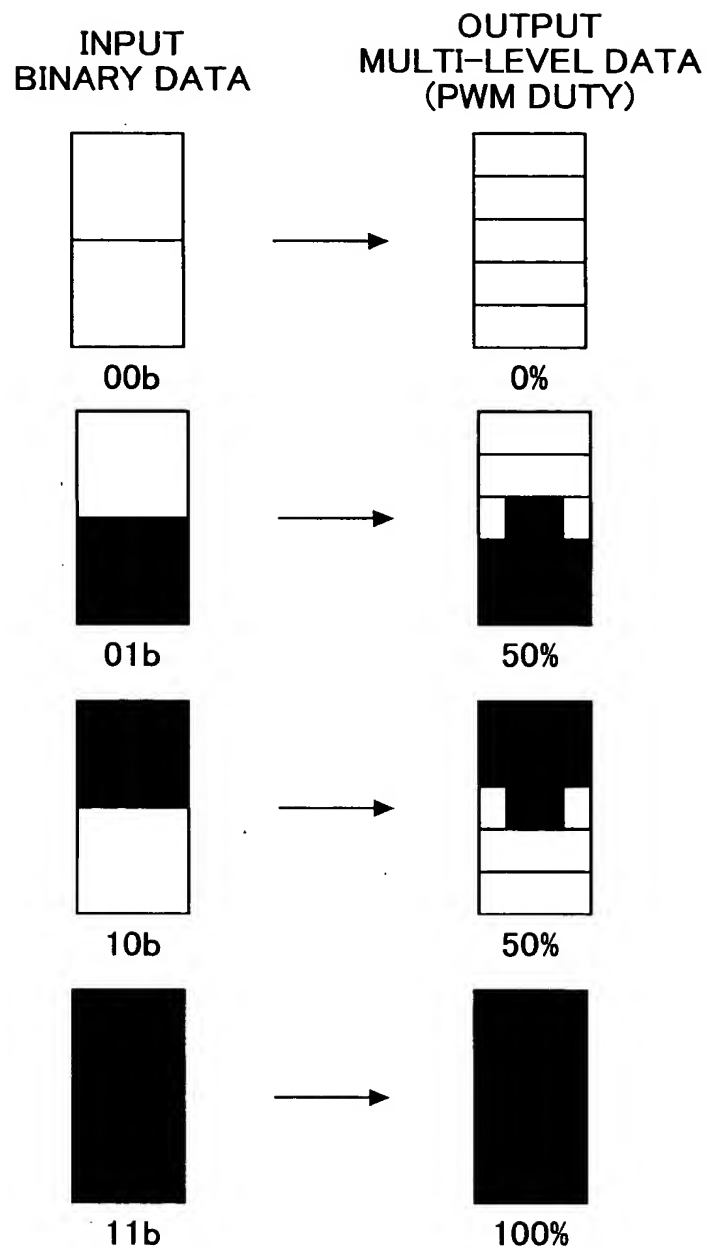 INPUT
BINARY DATA
OUTPUT
MULTI-LEVEL DATA
(PWM DUTY)
00b
0%
01b
50%
10b
50%
11b
100%